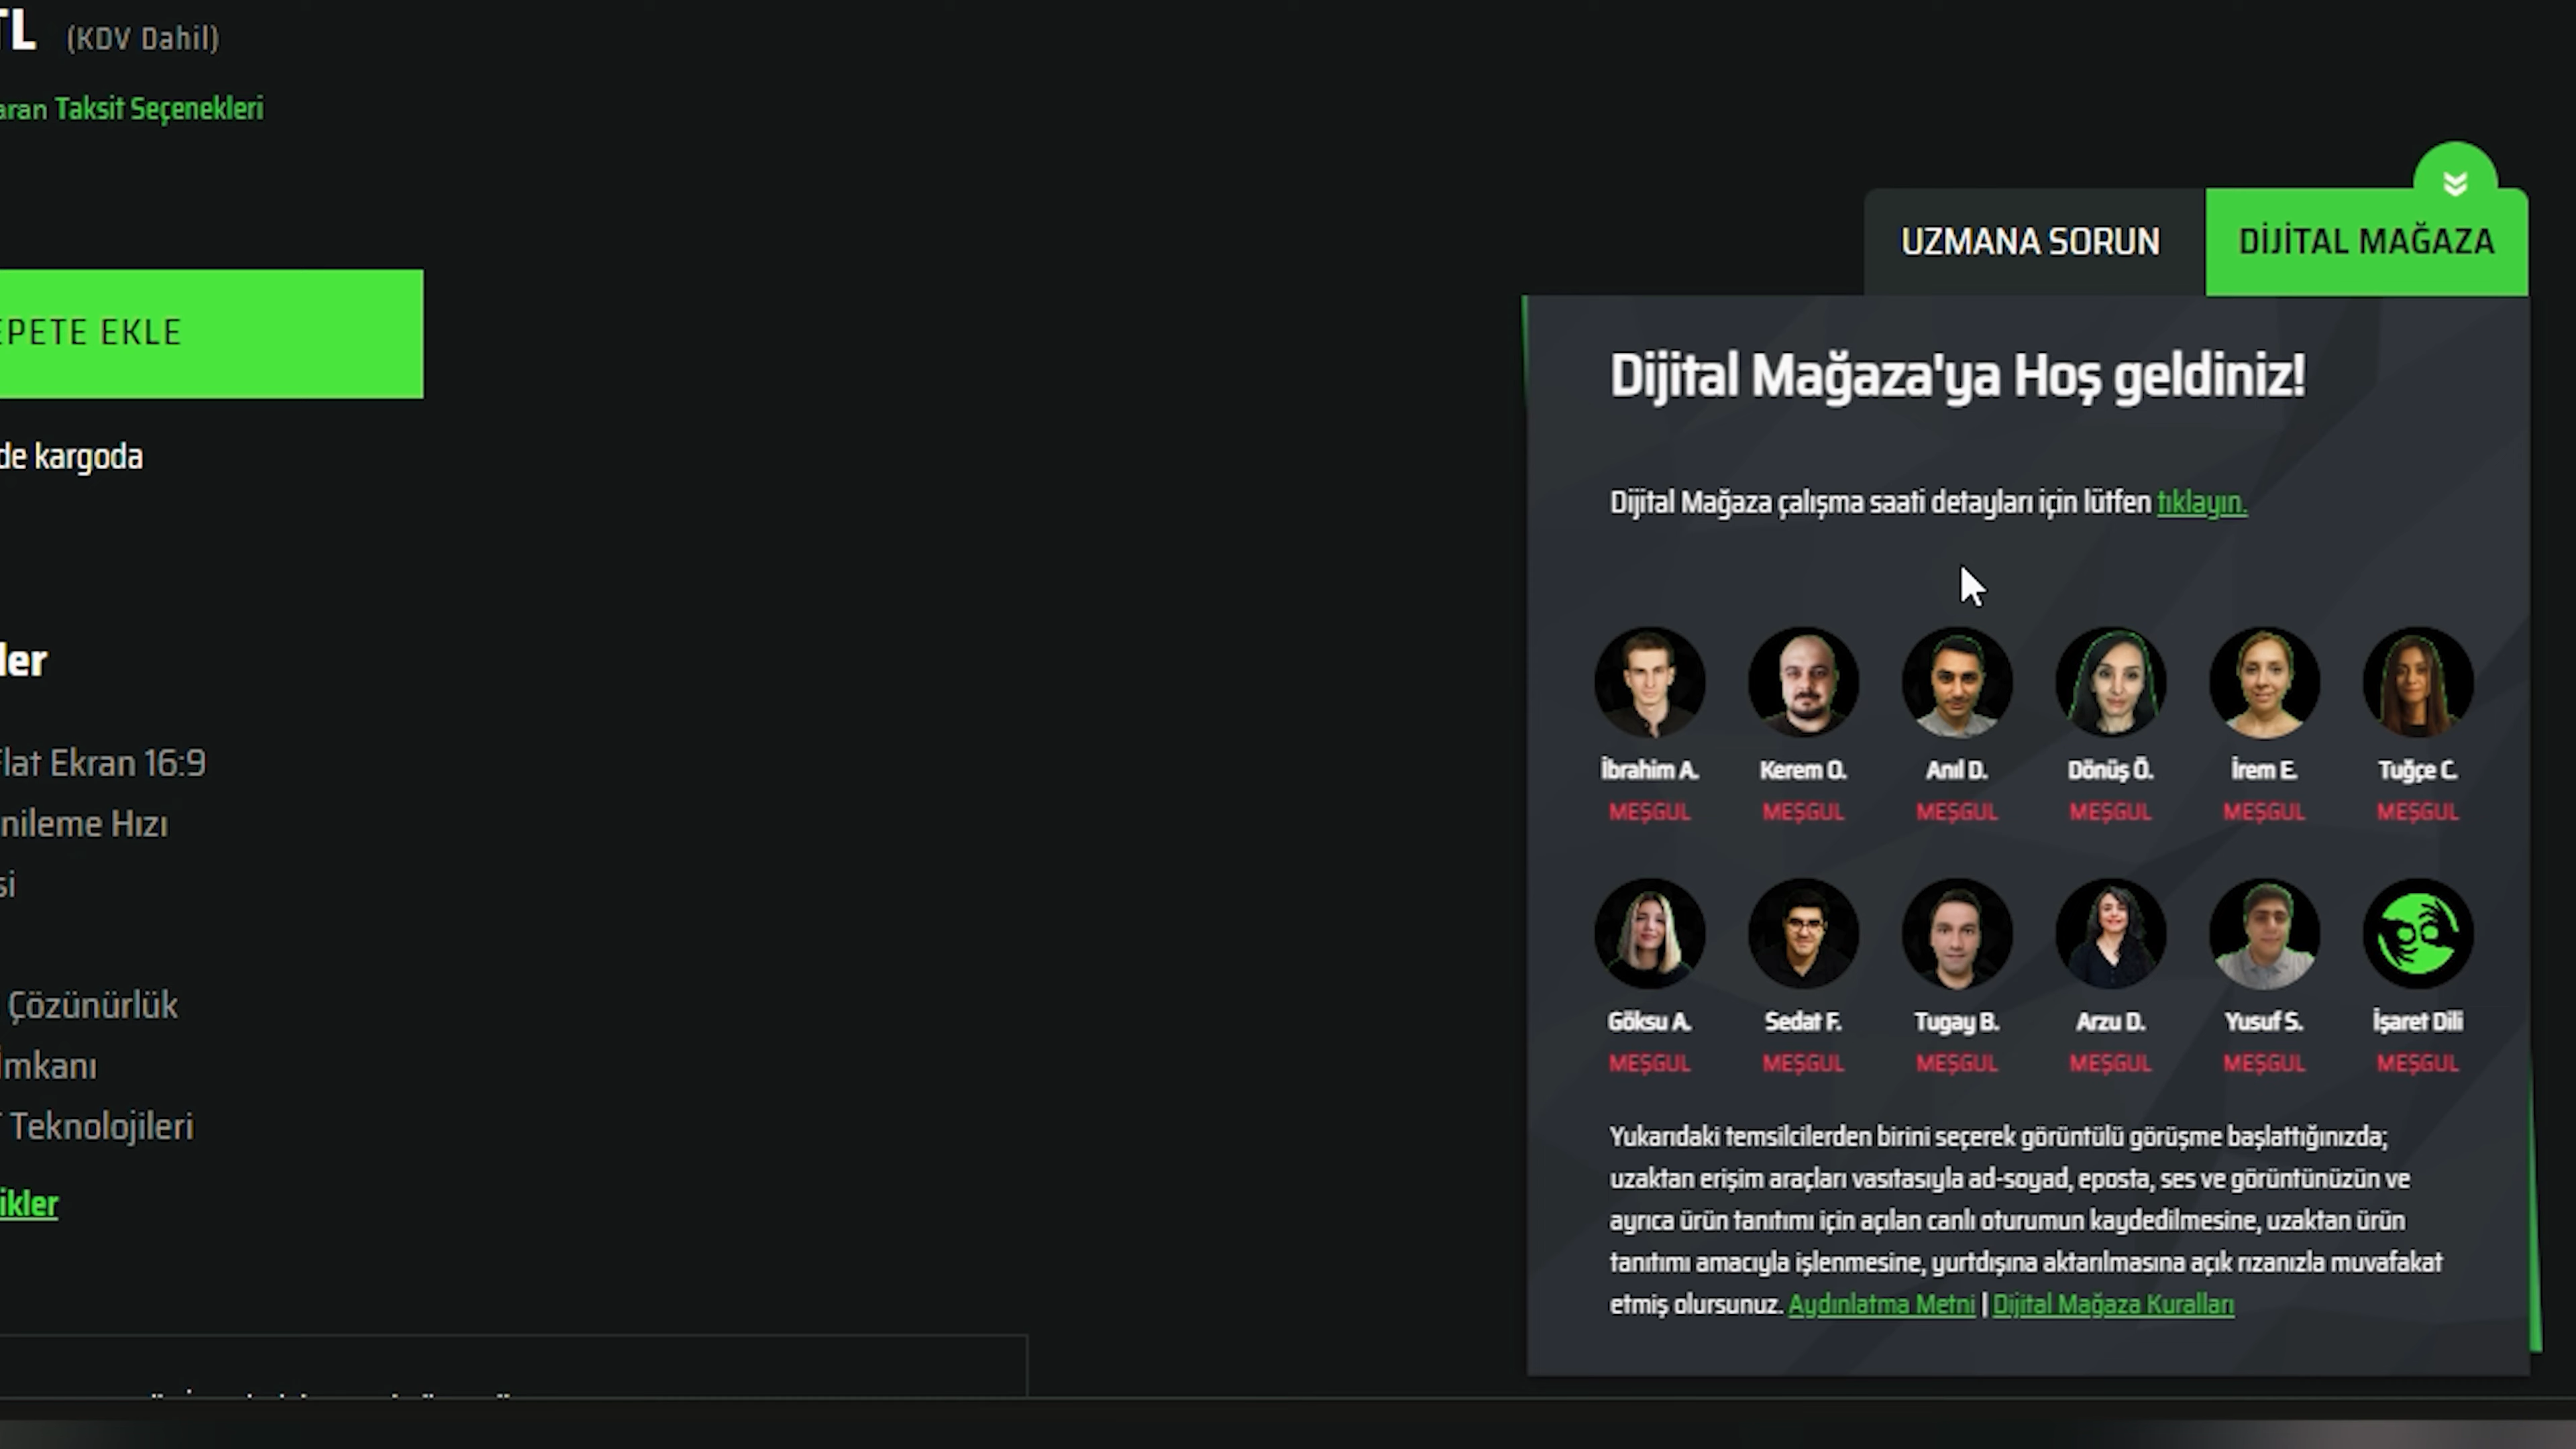 TL (KDV Dahil)
Taksit Seçenekleri
EPETE EKLE
de kargoda
ler
Flat Ekran 16:9
nileme Hızı
si
Çözünürlük
İmkanı
Teknolojileri
ikler
UZMANA SORUN
DİJİTAL MAĞAZA
Dijital Mağaza'ya Hoş geldiniz!
Dijital Mağaza çalışma saati detayları için lütfen tıklayın.
İbrahim A. Kerem O. Anıl D. Dönüş Ö. İrem E. Tuğçe C.
MEŞGUL MEŞGUL MEŞGUL MEŞGUL MEŞGUL MEŞGUL
Göksu A. Sedat F. Tugay B. Arzu D. Yusuf S. İşaret Dili
MEŞGUL MEŞGUL MEŞGUL MEŞGUL MEŞGUL MEŞGUL
Yukarıdaki temsilcilerden birini seçerek görüntülü görüşme başlattığınızda;
uzaktan erişim araçları vasıtasıyla ad-soyad, eposta, ses ve görüntünüzün ve
ayrıca ürün tanıtımı için açılan canlı oturumun kaydedilmesine, uzaktan ürün
tanıtımı amacıyla işlenmesine, yurtdışına aktarılmasına açık rızanızla muvafakat
etmiş olursunuz. Aydınlatma Metni | Dijital Mağaza Kuralları